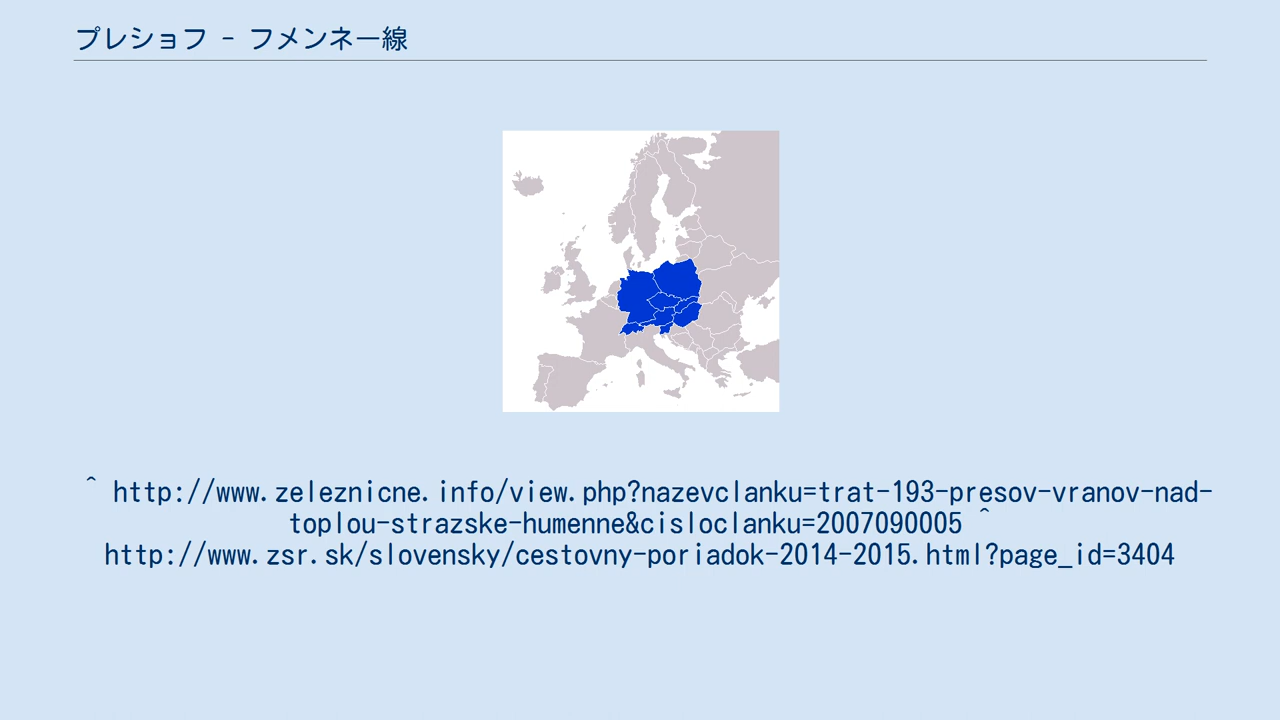 プレショフ - フメンネー線
^ http://www.zeleznicne.info/view.php?nazevclanku=trat-193-presov-vranov-nad-
toplou-strazske-humenne&cisloclanku=2007090005 ^
http://www.zsr.sk/slovensky/cestovny-poriadok-2014-2015.html?page_id=3404